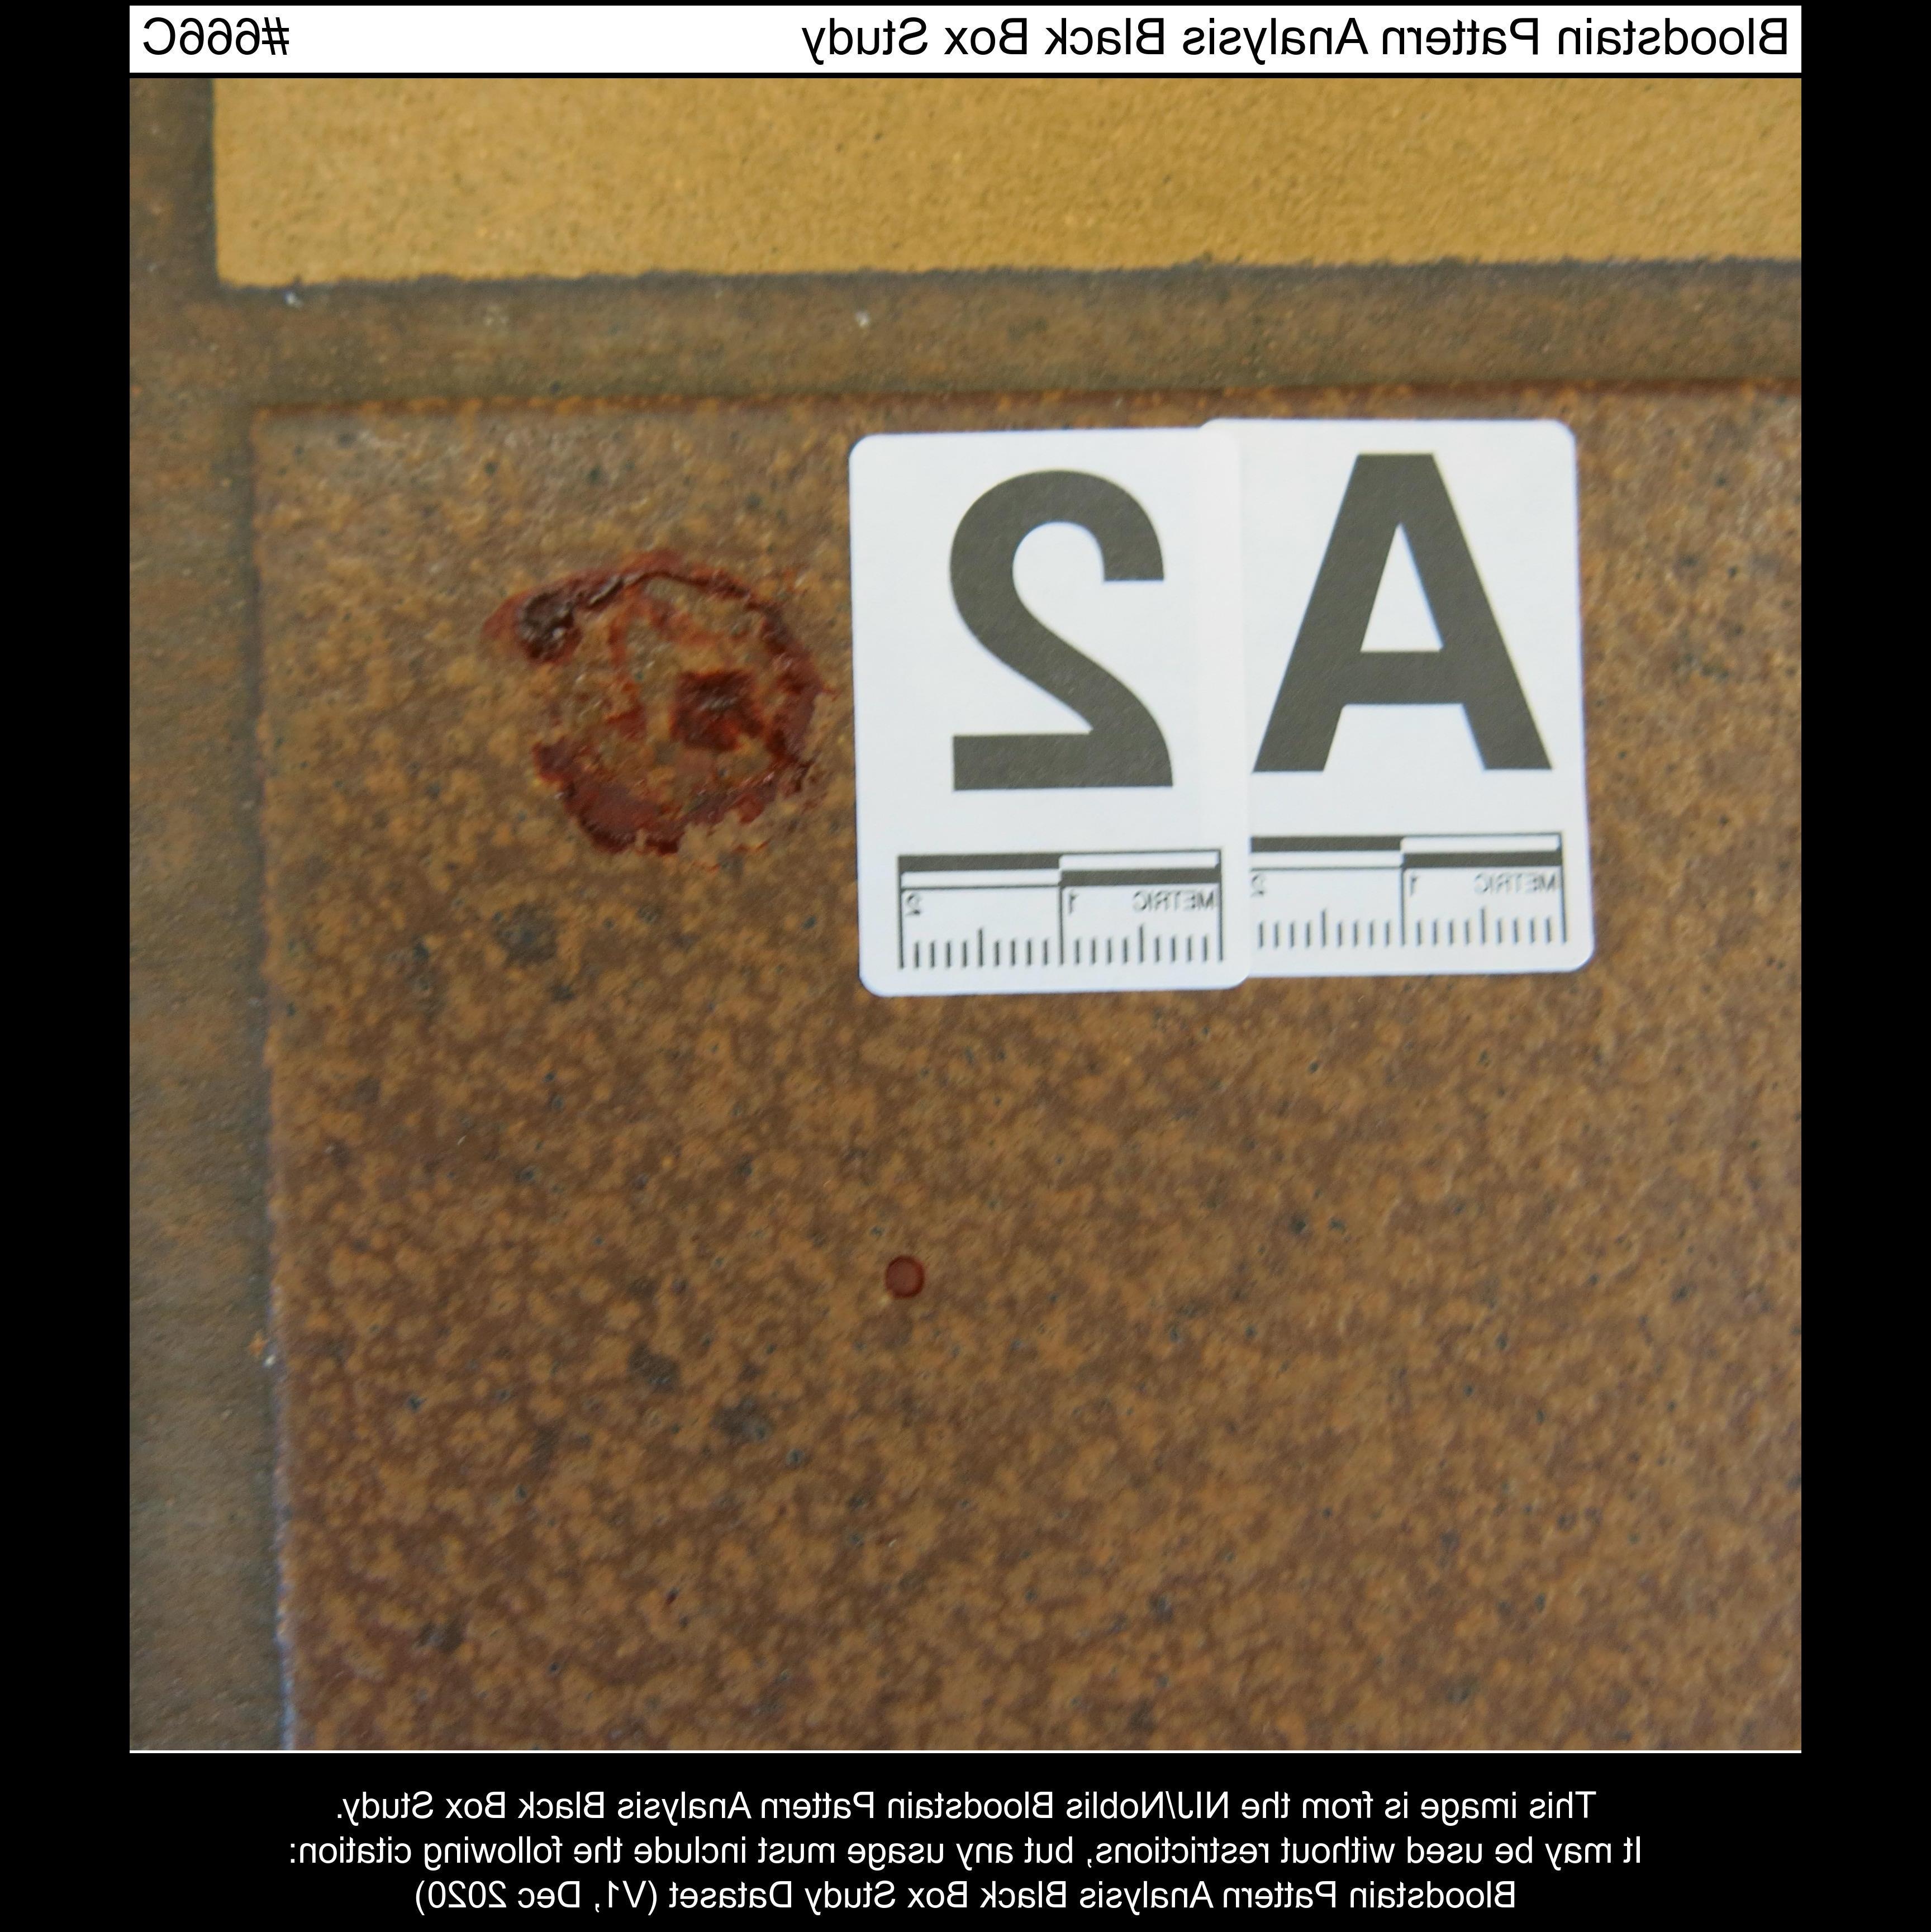 Bloodstain Pattern Analysis Black Box Study #666C
A 2
METRIC 1 2 METRIC 1 2
This image is from the NIJ/Noblis Bloodstain Pattern Analysis Black Box Study.
It may be used without restrictions, but any usage must include the following citation:
Bloodstain Pattern Analysis Black Box Study Dataset (V1, Dec 2020)